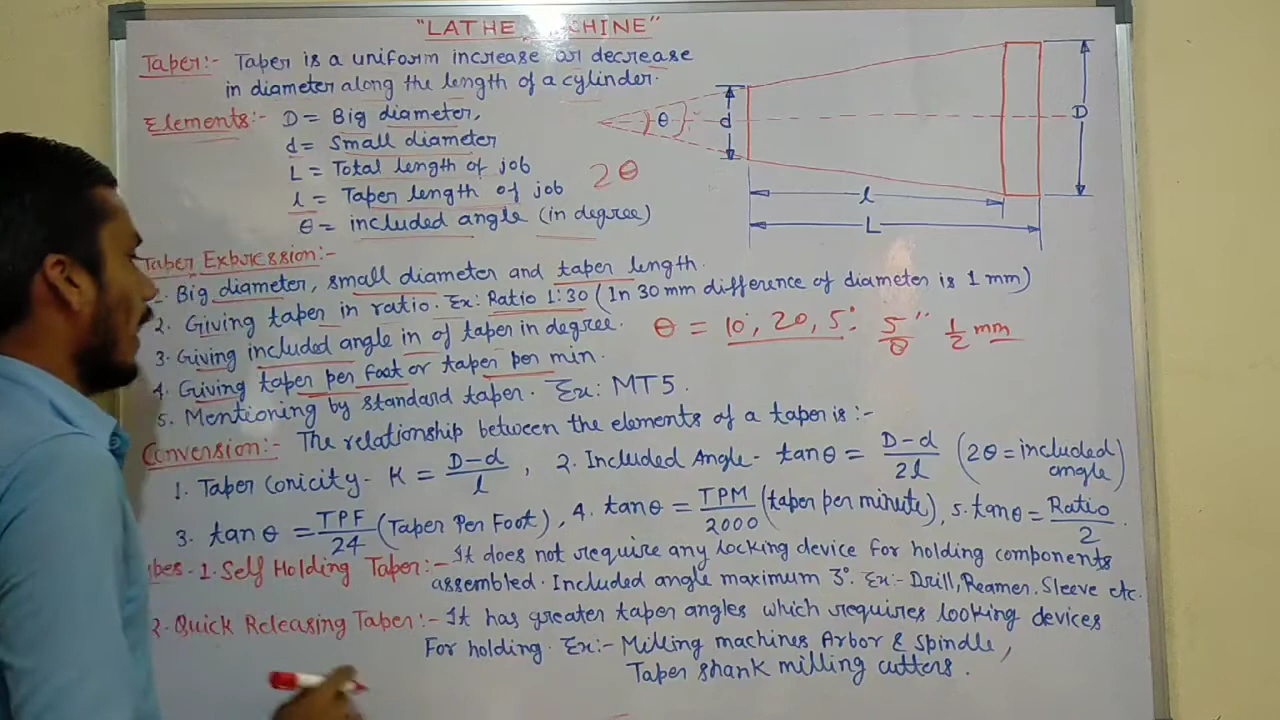 "LATHE MACHINE"
Taper:- Taper is a uniform increase or decrease
in diameter along the length of a cylinder.
Elements:- D = Big diameter,
d = Small diameter
L = Total length of job
l = Taper length of job
θ = included angle (in degree)
2θ
θ
d
D
l
L
Taper Expression:-
1. Big diameter, small diameter and taper length.
2. Giving taper in ratio. Ex: Ratio 1:30 (In 30 mm difference of diameter is 1 mm)
3. Giving included angle in of taper in degree.
θ = 10°, 20, 5°
5"/θ 1/2 mm
4. Giving taper per foot or taper per min.
5. Mentioning by standard taper. Ex: MT5.
Conversion:- The relationship between the elements of a taper is:-
1. Taper Conicity- K = D-d/l , 2. Included Angle- tanθ = D-d/2l (2θ = included angle)
3. tanθ = TPF/24 (Taper Per Foot), 4. tanθ = TPM/2000 (taper per minute), 5. tanθ = Ratio/2.
pes- 1. Self Holding Taper:- It does not require any locking device for holding components
assembled. Included angle maximum 3°. Ex:- Drill, Reamer. Sleeve etc.
2. Quick Releasing Taper:- It has greater taper angles which requires looking devices
For holding. Ex:- Milling machines Arbor & spindle,
Taper shank milling cutters.